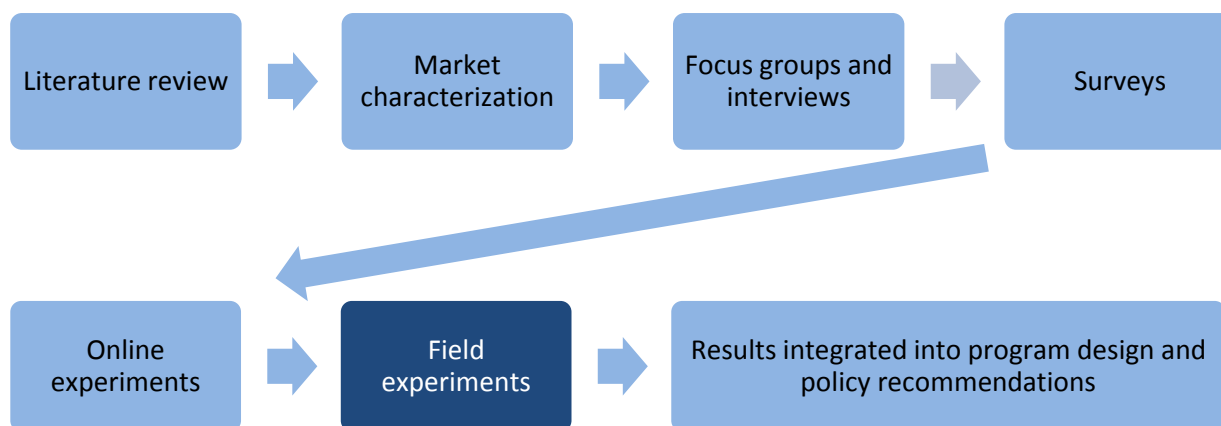 Literature review
Market
characterization
Focus groups and
interviews
Surveys
Online
experiments
Field
experiments
Results integrated into program design and
policy recommendations